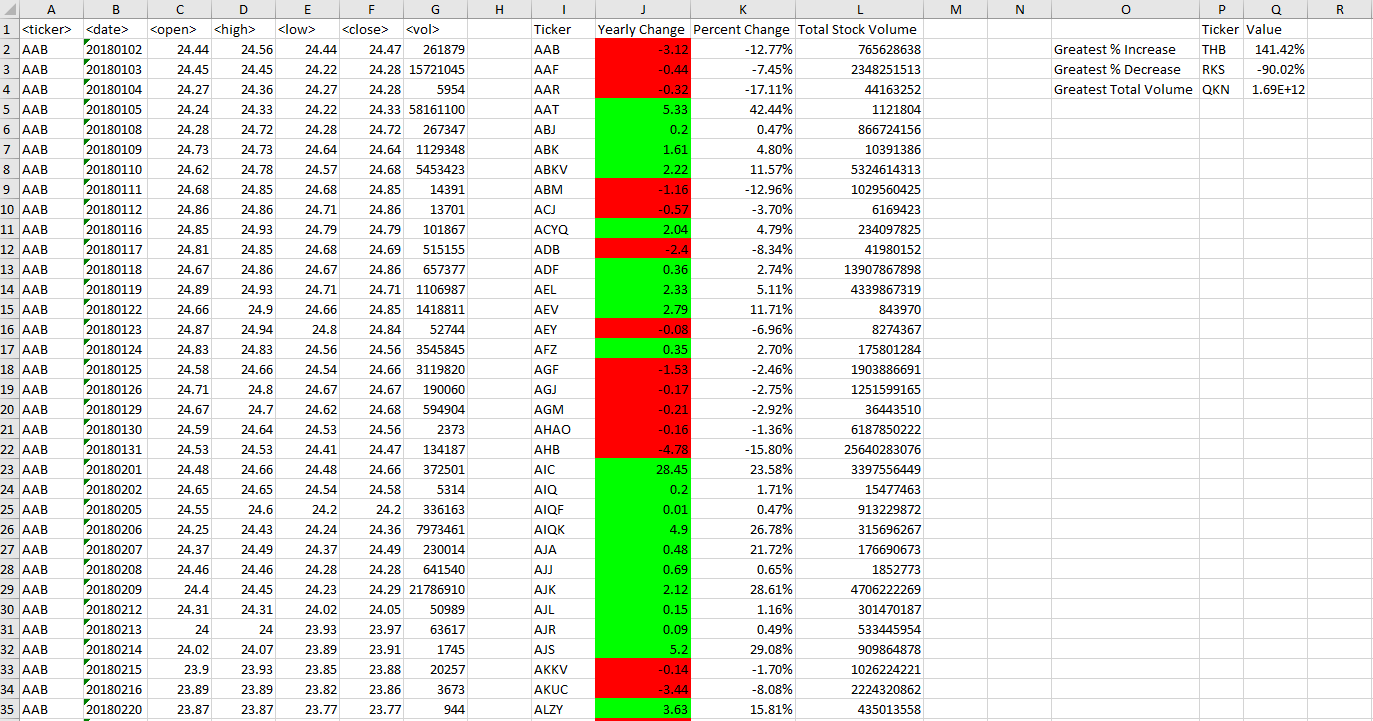 A B C D E F G H I J K L M N O P Q R
1 <ticker> <date> <open> <high> <low> <close> <vol> Ticker Yearly Change Percent Change Total Stock Volume Ticker Value
2 AAB 20180102 24.44 24.56 24.44 24.47 261879 AAB -3.12 -12.77% 765628638 Greatest % Increase THB 141.42%
3 AAB 20180103 24.45 24.45 24.22 24.28 15721045 AAF -0.44 -7.45% 2348251513 Greatest % Decrease RKS -90.02%
4 AAB 20180104 24.27 24.36 24.27 24.28 5954 AAR -0.32 -17.11% 44163252 Greatest Total Volume QKN 1.69E+12
5 AAB 20180105 24.24 24.33 24.22 24.33 58161100 AAT 5.33 42.44% 1121804
6 AAB 20180108 24.28 24.72 24.28 24.72 267347 ABJ 0.2 0.47% 866724156
7 AAB 20180109 24.73 24.73 24.64 24.64 1129348 ABK 1.61 4.80% 10391386
8 AAB 20180110 24.62 24.78 24.57 24.68 5453423 ABKV 2.22 11.57% 5324614313
9 AAB 20180111 24.68 24.85 24.68 24.85 14391 ABM -1.16 -12.96% 1029560425
10 AAB 20180112 24.86 24.86 24.71 24.86 13701 ACJ -0.57 -3.70% 6169423
11 AAB 20180116 24.85 24.93 24.79 24.79 101867 ACYQ 2.04 4.79% 234097825
12 AAB 20180117 24.81 24.85 24.68 24.69 515155 ADB -2.4 -8.34% 41980152
13 AAB 20180118 24.67 24.86 24.67 24.86 657377 ADF 0.36 2.74% 13907867898
14 AAB 20180119 24.89 24.93 24.71 24.71 1106987 AEL 2.33 5.11% 4339867319
15 AAB 20180122 24.66 24.9 24.66 24.85 1418811 AEV 2.79 11.71% 843970
16 AAB 20180123 24.87 24.94 24.8 24.84 52744 AEY -0.08 -6.96% 8274367
17 AAB 20180124 24.83 24.83 24.56 24.56 3545845 AFZ 0.35 2.70% 175801284
18 AAB 20180125 24.58 24.66 24.54 24.66 3119820 AGF -1.53 -2.46% 1903886691
19 AAB 20180126 24.71 24.8 24.67 24.67 190060 AGJ -0.17 -2.75% 1251599165
20 AAB 20180129 24.67 24.7 24.62 24.68 594904 AGM -0.21 -2.92% 36443510
21 AAB 20180130 24.59 24.64 24.53 24.56 2373 AHAO -0.16 -1.36% 6187850222
22 AAB 20180131 24.53 24.53 24.41 24.47 134187 AHB -4.78 -15.80% 25640283076
23 AAB 20180201 24.48 24.66 24.48 24.66 372501 AIC 28.45 23.58% 3397556449
24 AAB 20180202 24.65 24.65 24.54 24.58 5314 AIQ 0.2 1.71% 15477463
25 AAB 20180205 24.55 24.6 24.2 24.2 336163 AIQF 0.01 0.47% 913229872
26 AAB 20180206 24.25 24.43 24.24 24.36 7973461 AIQK 4.9 26.78% 315696267
27 AAB 20180207 24.37 24.49 24.37 24.49 230014 AJA 0.48 21.72% 176690673
28 AAB 20180208 24.46 24.46 24.28 24.28 641540 AJJ 0.69 0.65% 1852773
29 AAB 20180209 24.4 24.45 24.23 24.29 21786910 AJK 2.12 28.61% 4706222269
30 AAB 20180212 24.31 24.31 24.02 24.05 50989 AJL 0.15 1.16% 301470187
31 AAB 20180213 24 24 23.93 23.97 63617 AJR 0.09 0.49% 533445954
32 AAB 20180214 24.02 24.07 23.89 23.91 1745 AJS 5.2 29.08% 909864878
33 AAB 20180215 23.9 23.93 23.85 23.88 20257 AKKV -0.14 -1.70% 1026224221
34 AAB 20180216 23.89 23.89 23.82 23.86 3673 AKUC -3.44 -8.08% 2224320862
35 AAB 20180220 23.87 23.87 23.77 23.77 944 ALZY 3.63 15.81% 435013558